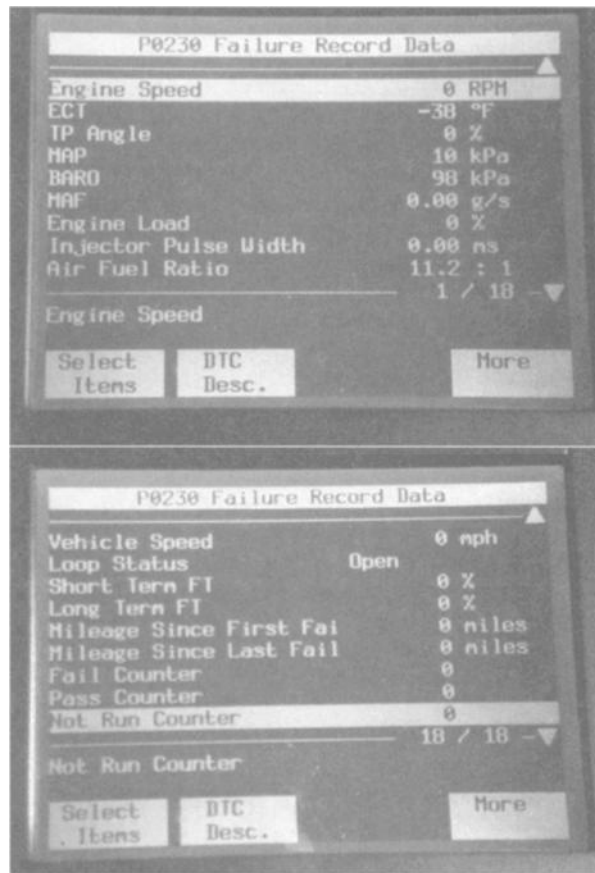 P0230 Failure Record Data
Engine Speed 0 RPM
ECT -38 °F
TP Angle 0 %
MAP 10 kPa
BARO 98 kPa
MAF 0.00 g/s
Engine Load 0 %
Injector Pulse Width 0.00 ms
Air Fuel Ratio 11.2 : 1
1 / 18
Engine Speed
Select Items
DTC Desc.
More
P0230 Failure Record Data
Vehicle Speed 0 mph
Loop Status Open
Short Term FT 0 %
Long Term FT 0 %
Mileage Since First Fai 0 miles
Mileage Since Last Fail 0 miles
Fail Counter 0
Pass Counter 0
Not Run Counter 0
18 / 18
Not Run Counter
Select Items
DTC Desc.
More